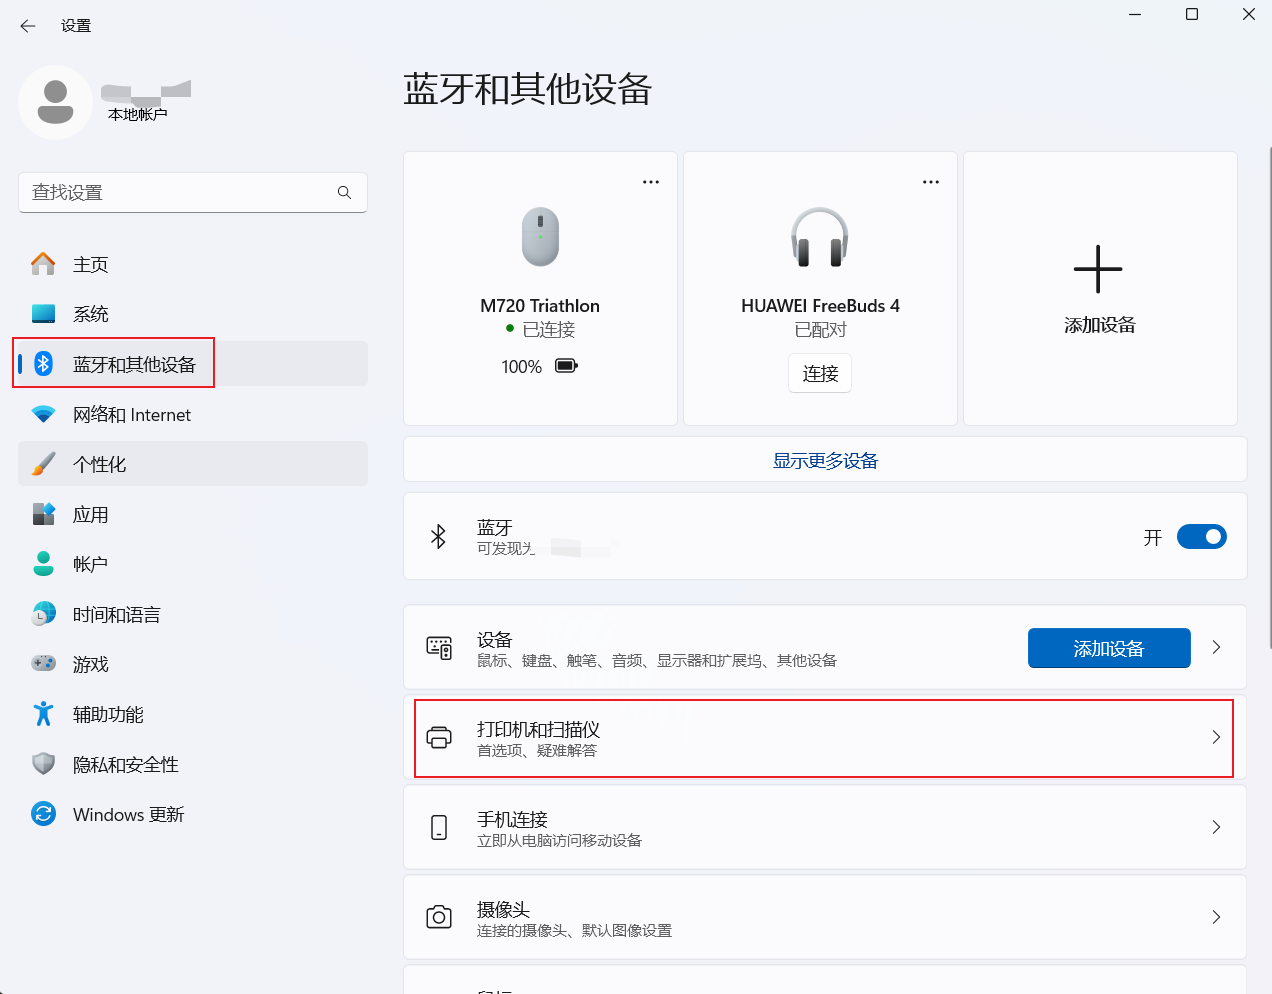 设置
本地帐户
查找设置
主页
系统
蓝牙和其他设备
网络和 Internet
个性化
应用
帐户
时间和语言
游戏
辅助功能
隐私和安全性
Windows 更新
蓝牙和其他设备
M720 Triathlon
已连接
100%
HUAWEI FreeBuds 4
已配对
连接
添加设备
显示更多设备
蓝牙
可发现为
开
设备
鼠标、键盘、触笔、音频、显示器和扩展坞、其他设备
添加设备
打印机和扫描仪
首选项、疑难解答
手机连接
立即从电脑访问移动设备
摄像头
连接的摄像头、默认图像设置